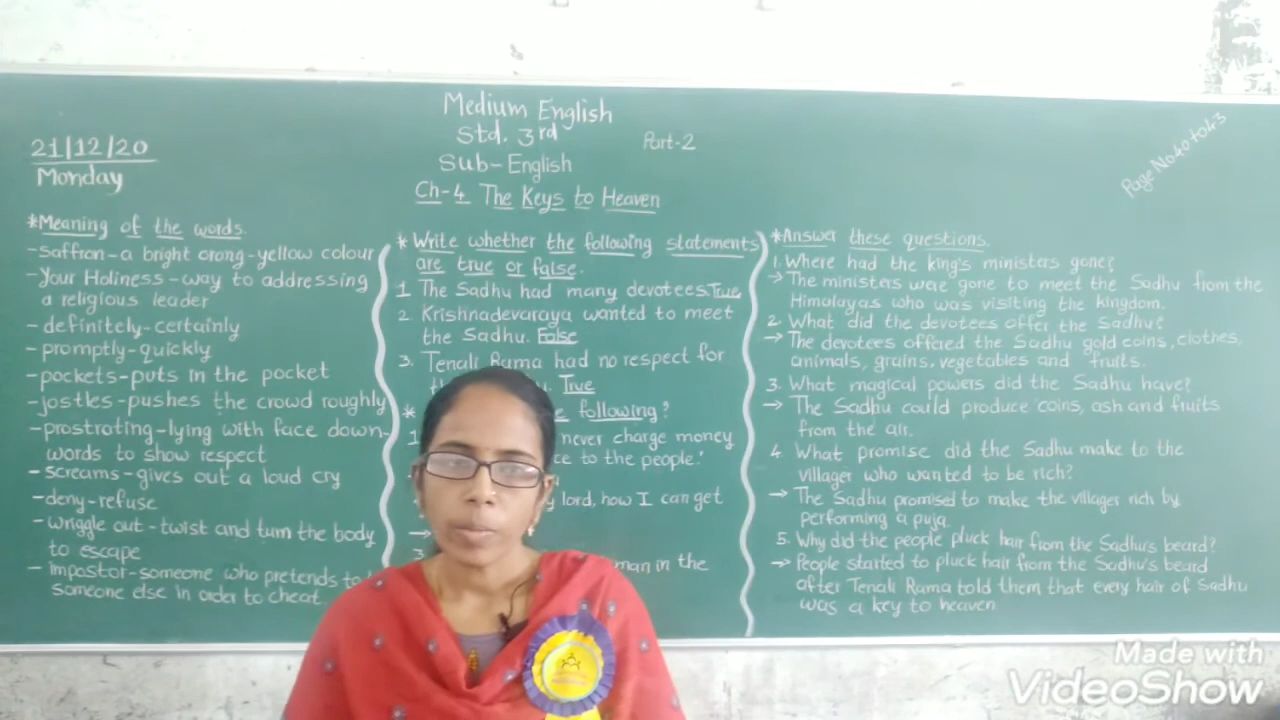 21/12/20
Monday
Medium English
Std. 3rd
Part-2
Sub-English
Ch-4 The Keys to Heaven
Page No 40 to 43
*Meaning of the words.
-Saffron-a bright orang-yellow colour
-Your Holiness-way to addressing
a religious leader
-definitely-certainly
-promptly-quickly
-pockets-puts in the pocket
-jostles-pushes the crowd roughly
-prostrating-lying with face down-
words to show respect
-screams-gives out a loud cry
-deny-refuse
-wriggle out-twist and turn the body
to escape
-impostor-someone who pretends to
someone else in order to cheat.
*Write whether the following statements
are true or false.
1 The Sadhu had many devotees.True
2. Krishnadevaraya wanted to meet
the Sadhu. False
3. Tenali Rama had no respect for
True
* following?
1 never charge money
to the people.'
lord, how I can get
→
3
man in the
*Answer these questions.
1. Where had the king's ministers gone?
→The ministers ware gone to meet the Sadhu from the
Himalayas who was visiting the kingdom.
2. What did the devotees offer the Sadhu?
→The devotees offered the Sadhu gold coins, clothes,
animals, grains, vegetables and fruits.
3. What magical powers did the Sadhu have?
→ The Sadhu could produce coins, ash and fruits
from the air.
4. What promise did the Sadhu make to the
villager who wanted to be rich?
→ The Sadhu promised to make the villager rich by
performing a puja.
5. Why did the people pluck hair from the Sadhu's beard?
→ People started to pluck hair from the Sadhu's beard
after Tenali Rama told them that every hair of Sadhu
was a key to heaven
Made with
VideoShow